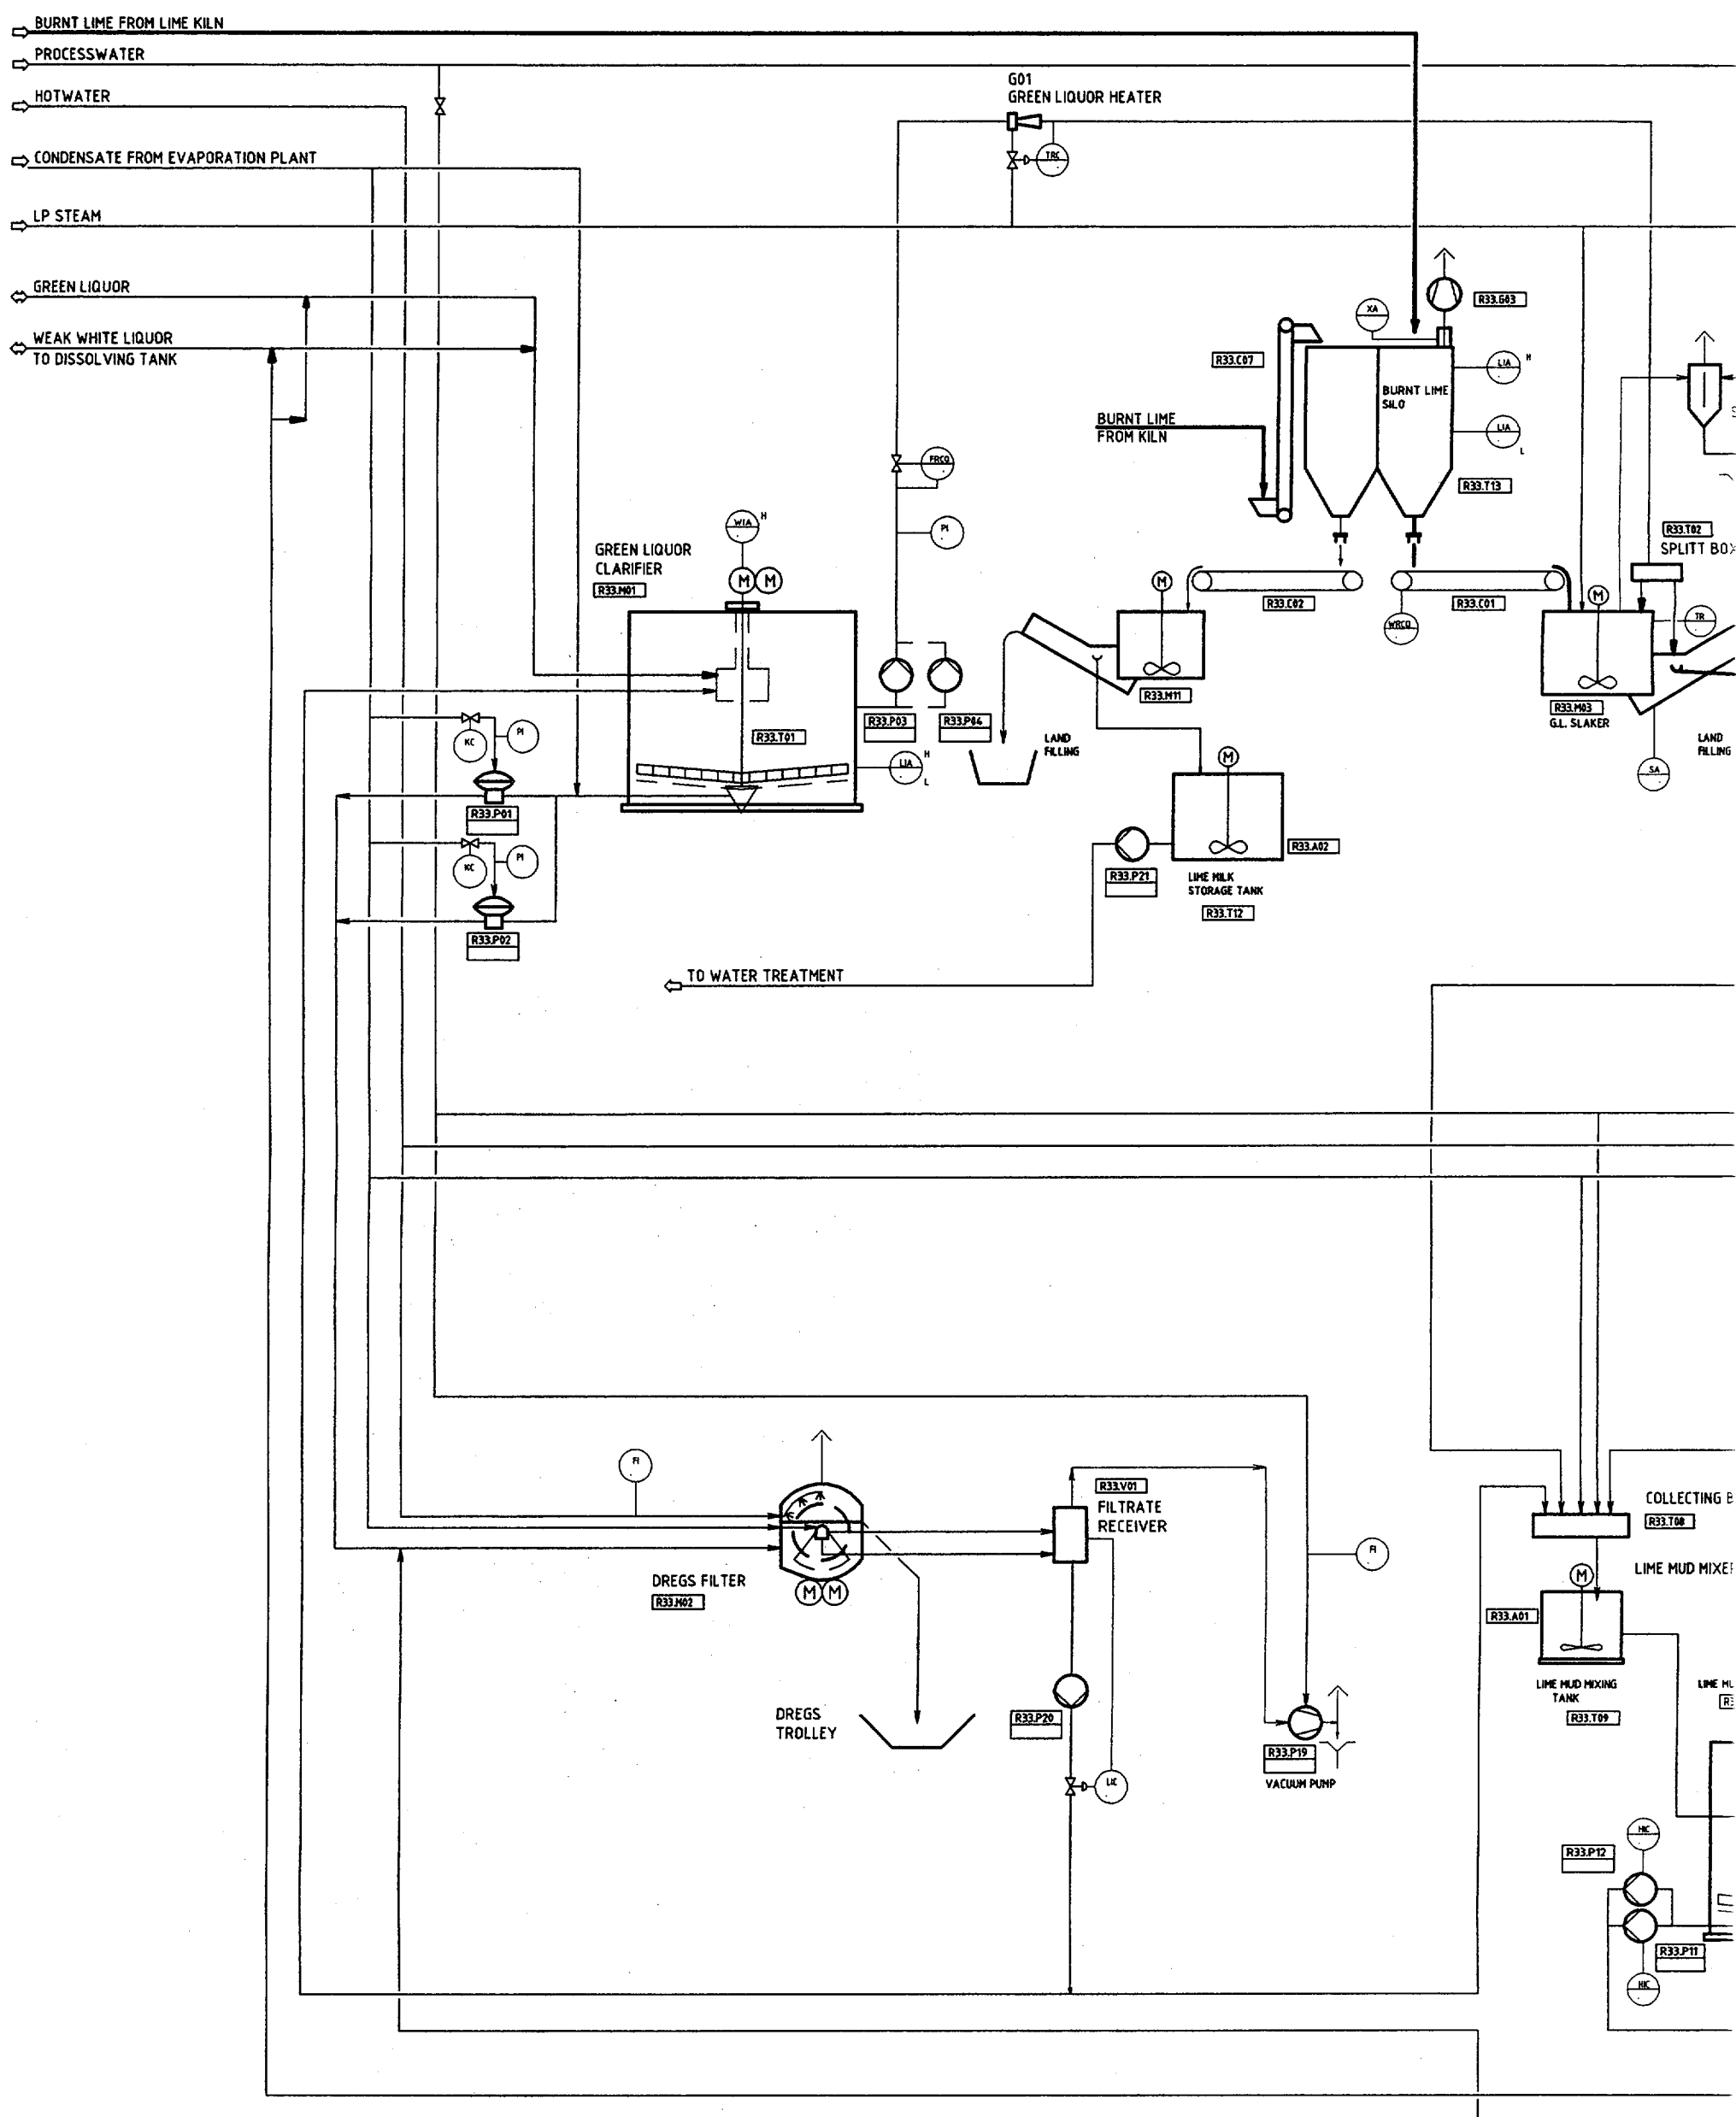 BURNT LIME FROM LIME KILN
PROCESSWATER
HOTWATER
CONDENSATE FROM EVAPORATION PLANT
LP STEAM
GREEN LIQUOR
WEAK WHITE LIQUOR
TO DISSOLVING TANK
G01
GREEN LIQUOR HEATER
TRC
R33.G03
XA
R33.C07
LIA H
BURNT LIME
SILO
LIA L
BURNT LIME
FROM KILN
R33.T13
FRCQ
PI
R33.T02
SPLITT BOX
WIA H
GREEN LIQUOR
CLARIFIER
R33.M01
M M
M
R33.C02
R33.C01
M
WRCQ
TR
R33.M11
R33.M03
G.L. SLAKER
R33.P03
R33.P04
R33.T01
LAND
FILLING
LAND
FILLING
KC
PI
LIA H
L
M
SA
R33.P01
KC
PI
R33.P21
R33.A02
LIME MILK
STORAGE TANK
R33.T12
R33.P02
TO WATER TREATMENT
FI
R33.V01
FILTRATE
RECEIVER
COLLECTING B
R33.T08
FI
DREGS FILTER
R33.M02
M M
LIME MUD MIXER
M
R33.A01
LIME MUD MIXING
TANK
R33.T09
LIME MU
R3
DREGS
TROLLEY
R33.P20
R33.P19
VACUUM PUMP
LIC
HIC
R33.P12
R33.P11
HIC